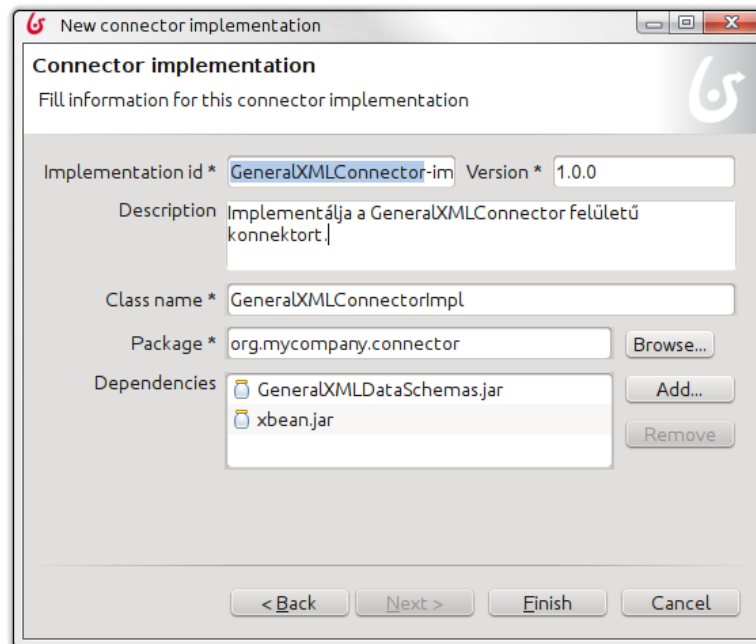 New connector implementation
Connector implementation
Fill information for this connector implementation
Implementation id * GeneralXMLConnector-im Version * 1.0.0
Description Implementálja a GeneralXMLConnector felületű
konnektort.
Class name * GeneralXMLConnectorImpl
Package * org.mycompany.connector Browse...
Dependencies GeneralXMLDataSchemas.jar Add...
xbean.jar Remove
< Back Next > Finish Cancel